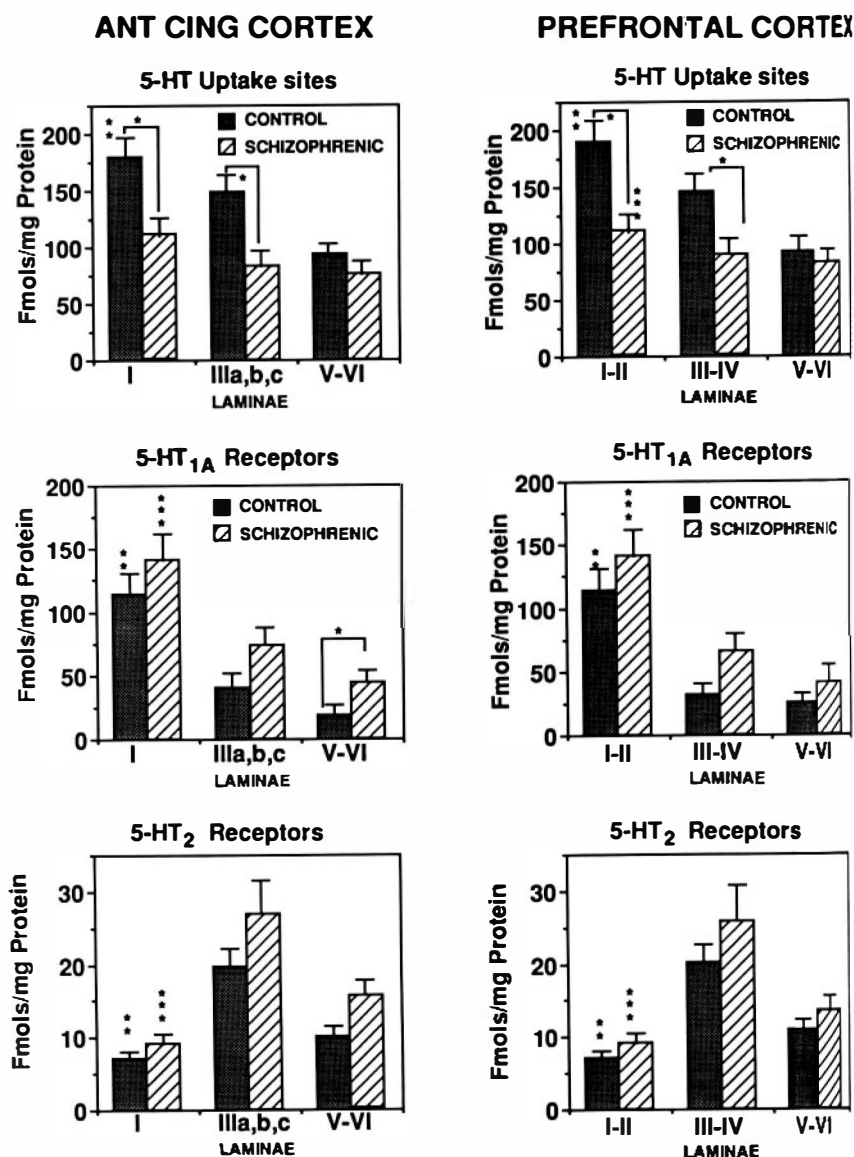 ANT CING CORTEX
5-HT Uptake sites
Fmols/mg Protein
200
150
100
50
0
* *
*
*
CONTROL
SCHIZOPHRENIC
I
IIIa,b,c
V-VI
LAMINAE
5-HT1A Receptors
Fmols/mg Protein
200
150
100
50
0
* *
* * *
*
CONTROL
SCHIZOPHRENIC
I
IIIa,b,c
V-VI
LAMINAE
5-HT2 Receptors
Fmols/mg Protein
30
20
10
0
* *
* * *
I
IIIa,b,c
V-VI
LAMINAE
PREFRONTAL CORTEX
5-HT Uptake sites
Fmols/mg Protein
200
150
100
50
0
* *
*
* * *
*
CONTROL
SCHIZOPHRENIC
I-II
III-IV
V-VI
LAMINAE
5-HT1A Receptors
Fmols/mg Protein
200
150
100
50
0
* *
* * *
CONTROL
SCHIZOPHRENIC
I-II
III-IV
V-VI
LAMINAE
5-HT2 Receptors
Fmols/mg Protein
30
20
10
0
* *
* * *
I-II
III-IV
V-VI
LAMINAE